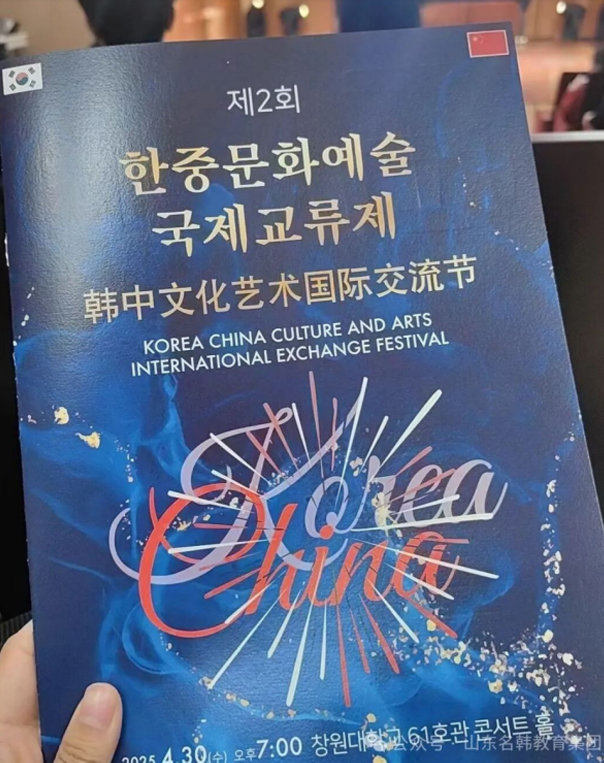 제2회
한중문화예술
국제교류제
韩中文化艺术国际交流节
KOREA CHINA CULTURE AND ARTS
INTERNATIONAL EXCHANGE FESTIVAL
Korea
China
2025 4.30(수) 오후7:00 창원대학교 61호관 콘서트 홀
公众号 山东名韩教育集团